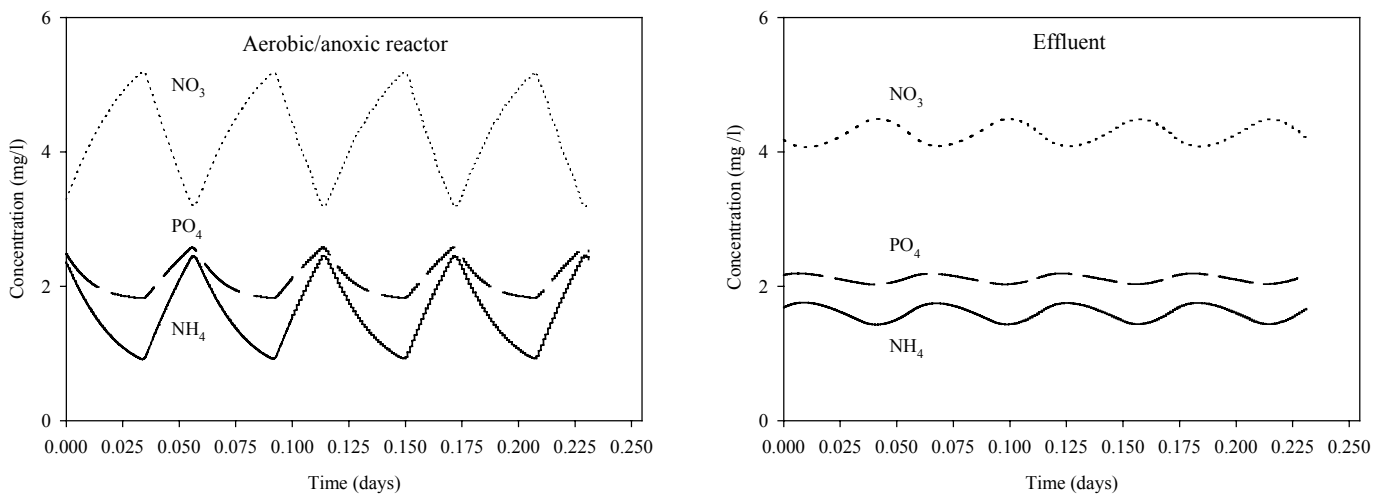 Aerobic/anoxic reactor
NO3
PO4
NH4
Concentration (mg/l)
6
4
2
0
0.000 0.025 0.050 0.075 0.100 0.125 0.150 0.175 0.200 0.225 0.250
Time (days)
Effluent
NO3
PO4
NH4
Concentration (mg /l)
6
4
2
0
0.000 0.025 0.050 0.075 0.100 0.125 0.150 0.175 0.200 0.225 0.250
Time (days)